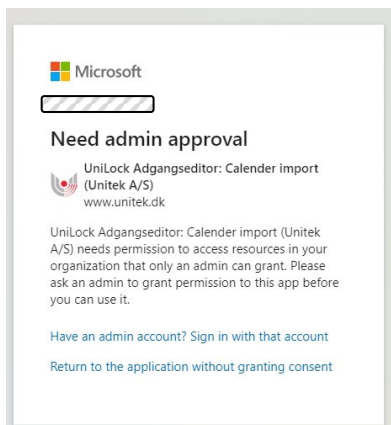 Microsoft
Need admin approval
UniLock Adgangseditor: Calender import
(Unitek A/S)
www.unitek.dk
UniLock Adgangseditor: Calender import (Unitek
A/S) needs permission to access resources in your
organization that only an admin can grant. Please
ask an admin to grant permission to this app before
you can use it.
Have an admin account? Sign in with that account
Return to the application without granting consent